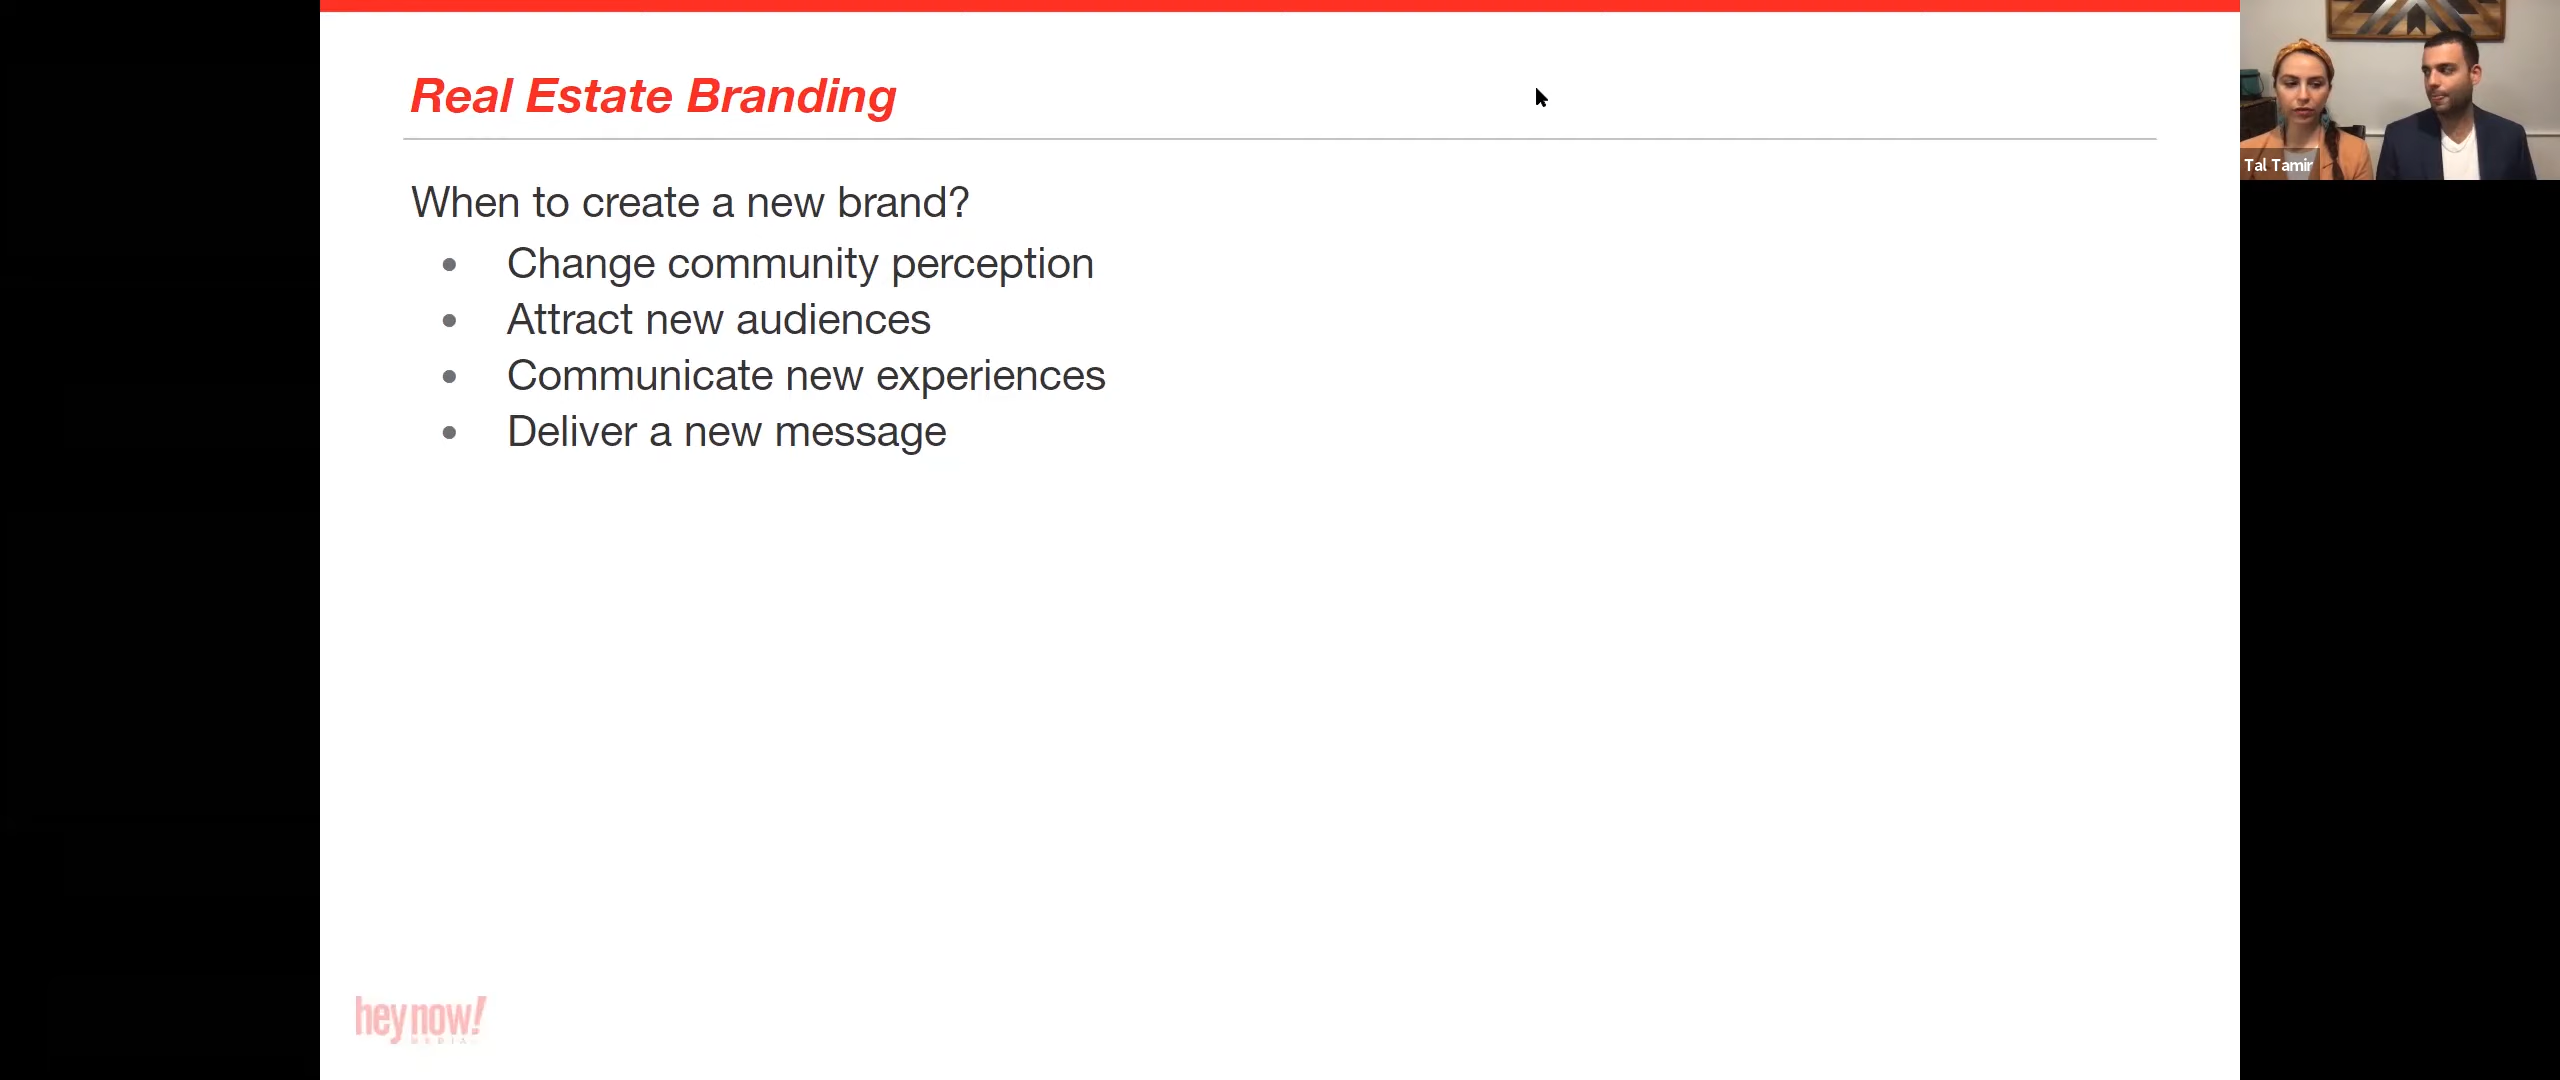 Real Estate Branding
When to create a new brand?
• Change community perception
• Attract new audiences
• Communicate new experiences
• Deliver a new message
hey now!
MEDIA
Tal Tamir